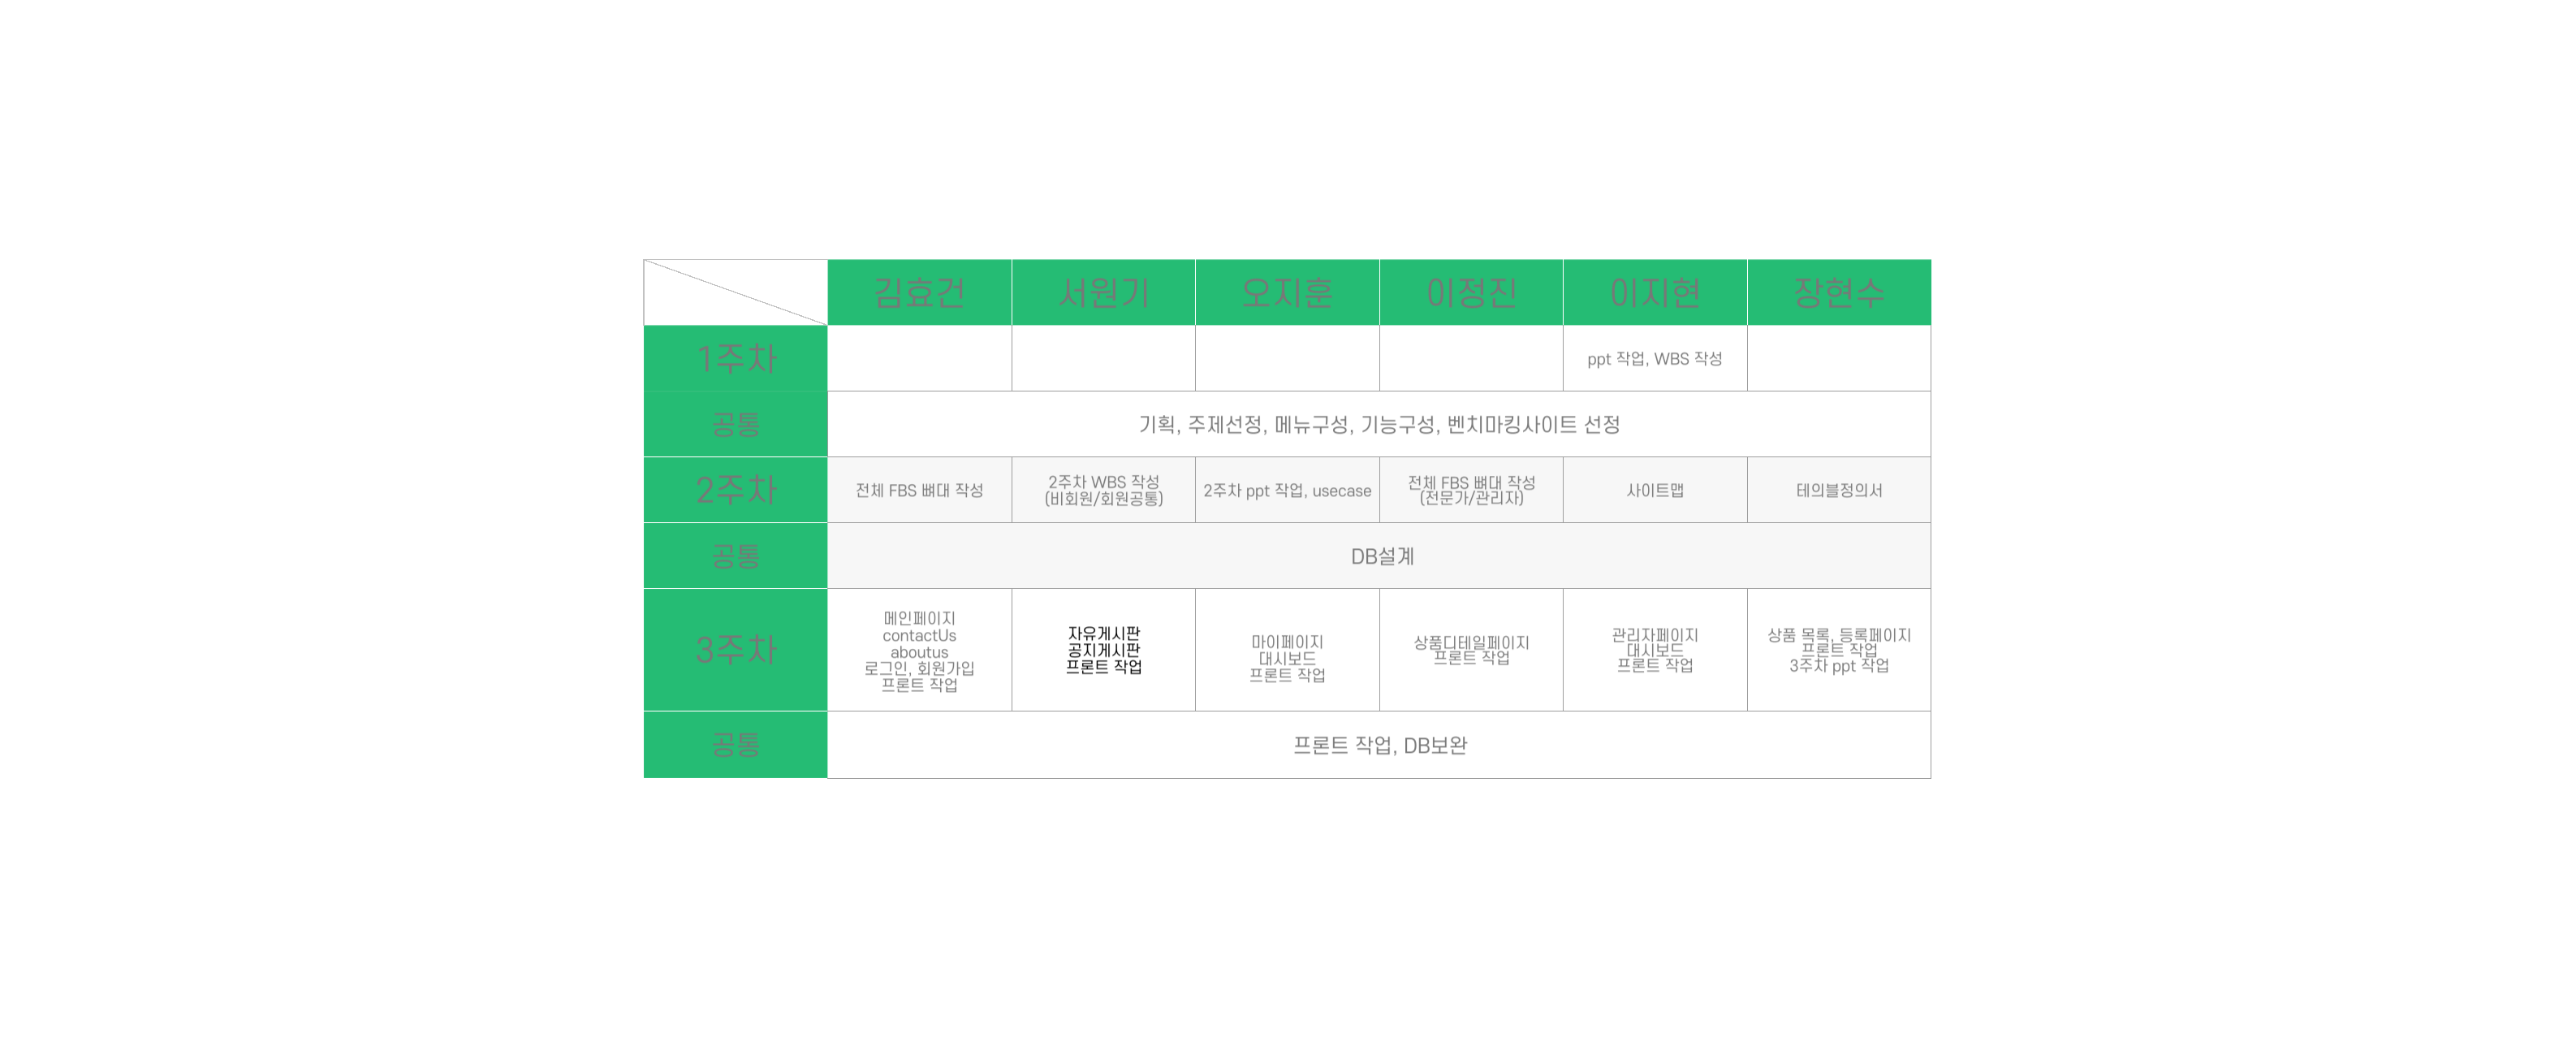 김효건 서원기 오지훈 이정진 이지현 장현수
1주차
ppt 작업, WBS 작성
공통
기획, 주제선정, 메뉴구성, 기능구성, 벤치마킹사이트 선정
2주차
전체 FBS 뼈대 작성
2주차 WBS 작성
(비회원/회원공통)
2주차 ppt 작업, usecase
전체 FBS 뼈대 작성
(전문가/관리자)
사이트맵
테의블정의서
공통
DB설계
3주차
메인페이지
contactUs
aboutus
로그인, 회원가입
프론트 작업
자유게시판
공지게시판
프론트 작업
마이페이지
대시보드
프론트 작업
상품디테일페이지
프론트 작업
관리자페이지
대시보드
프론트 작업
상품 목록, 등록페이지
프론트 작업
3주차 ppt 작업
공통
프론트 작업, DB보완